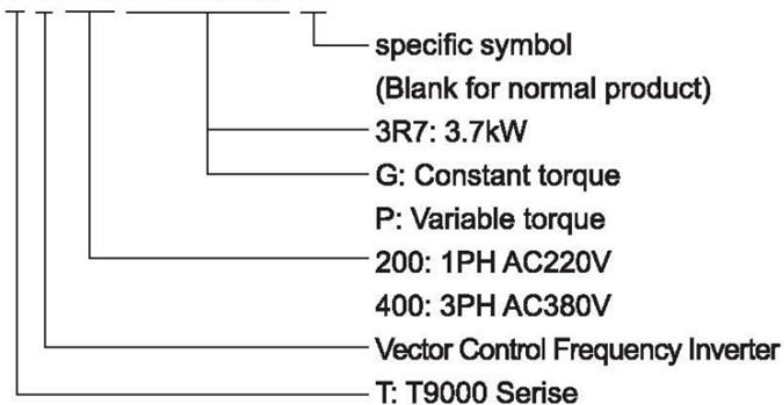 specific symbol
(Blank for normal product)
3R7: 3.7kW
G: Constant torque
P: Variable torque
200: 1PH AC220V
400: 3PH AC380V
Vector Control Frequency Inverter
T: T9000 Serise